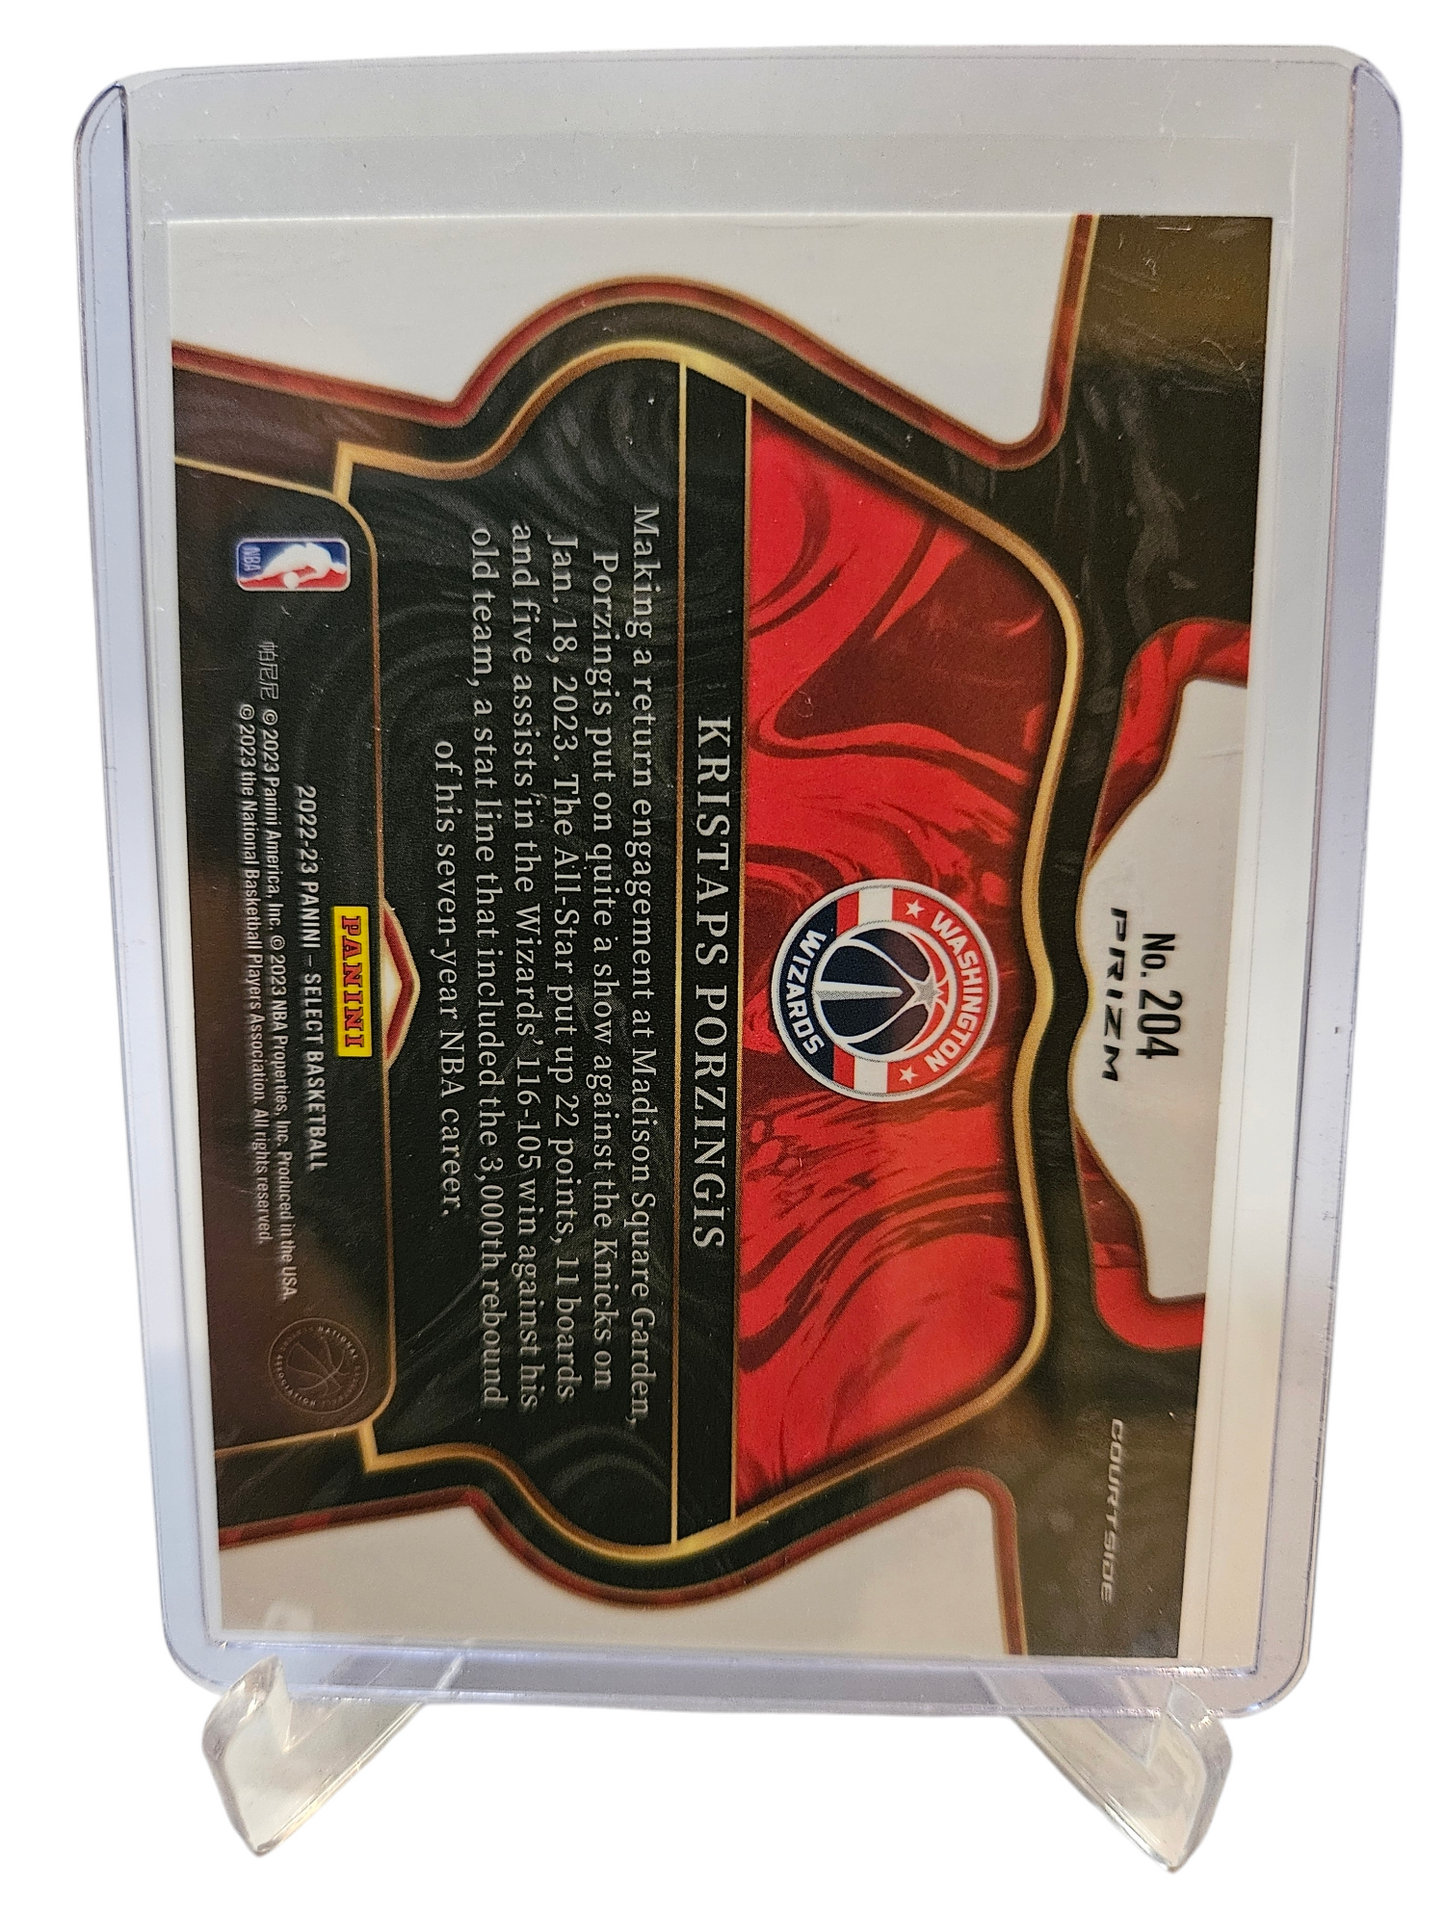 No. 204
PRIZM
COURTSIDE
WASHINGTON
WIZARDS
KRISTAPS PORZINGIS
Making a return engagement at Madison Square Garden,
Porzingis put on quite a show against the Knicks on
Jan. 18, 2023. The All-Star put up 22 points, 11 boards
and five assists in the Wizards' 116-105 win against his
old team, a stat line that included the 3,000th rebound
of his seven-year NBA career.
PANINI
2022-23 PANINI – SELECT BASKETBALL
帕尼尼 ©2023 Panini America, Inc. © 2023 NBA Properties, Inc. Produced in the USA.
©2023 the National Basketball Players Association. All rights reserved.
NBA